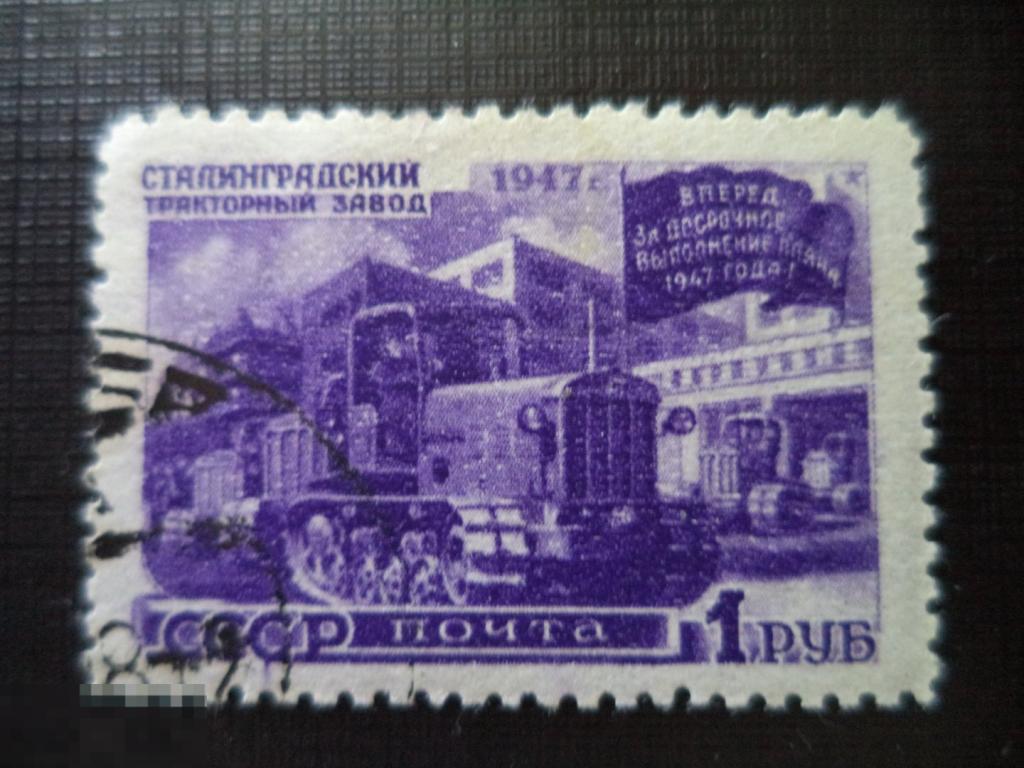 СТАЛИНГРАДСКИЙ
ТРАКТОРНЫЙ ЗАВОД
1947 г.
ВПЕРЕД
ЗА ДОСРОЧНОЕ
ВЫПОЛНЕНИЕ ПЛАНА
1947 ГОДА!
СССР ПОЧТА
1 РУБ